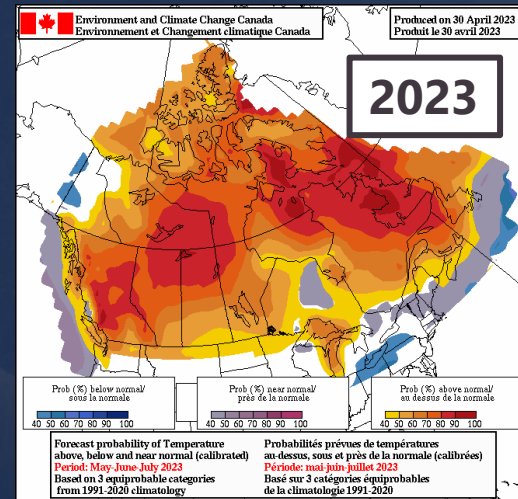 Environment and Climate Change Canada
Environnement et Changement climatique Canada
Produced on 30 April 2023
Produit le 30 avril 2023
2023
Prob (%) below normal/
sous la normale
40 50 60 70 80 90 100
Prob (%) near normal/
près de la normale
40 50 60 70 80 90 100
Prob (%) above normal/
au dessus de la normale
40 50 60 70 80 90 100
Forecast probability of Temperature
above, below and near normal (calibrated)
Period: May-June-July 2023
Based on 3 equiprobable categories
from 1991-2020 climatology
Probabilités prévues de températures
au-dessus, sous et près de la normale (calibrées)
Période: mai-juin-juillet 2023
Basé sur 3 catégories équiprobables
de la climatologie 1991-2020